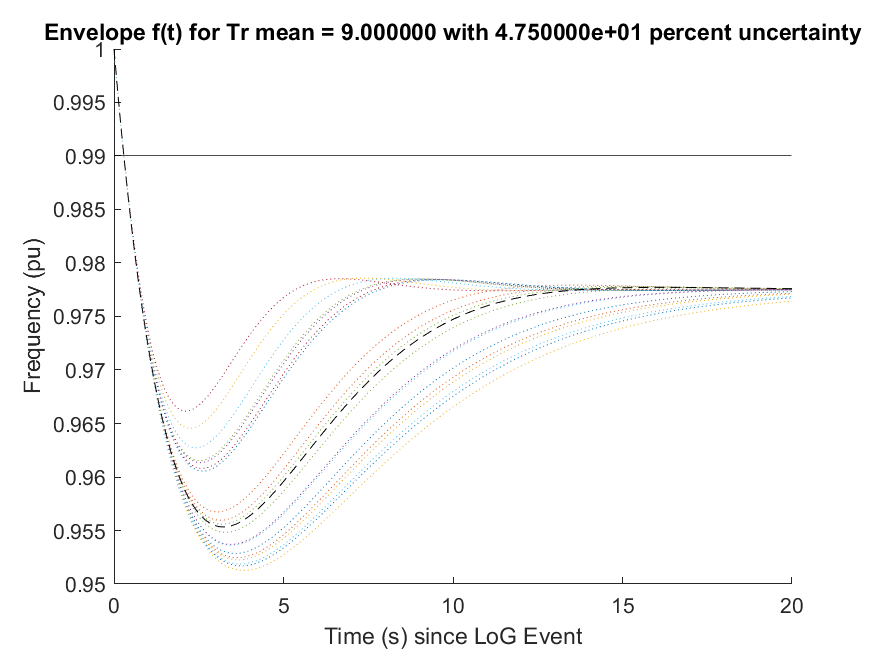 Envelope f(t) for Tr mean = 9.000000 with 4.750000e+01 percent uncertainty
1
0.995
0.99
0.985
0.98
0.975
0.97
0.965
0.96
0.955
0.95
Frequency (pu)
0 5 10 15 20
Time (s) since LoG Event